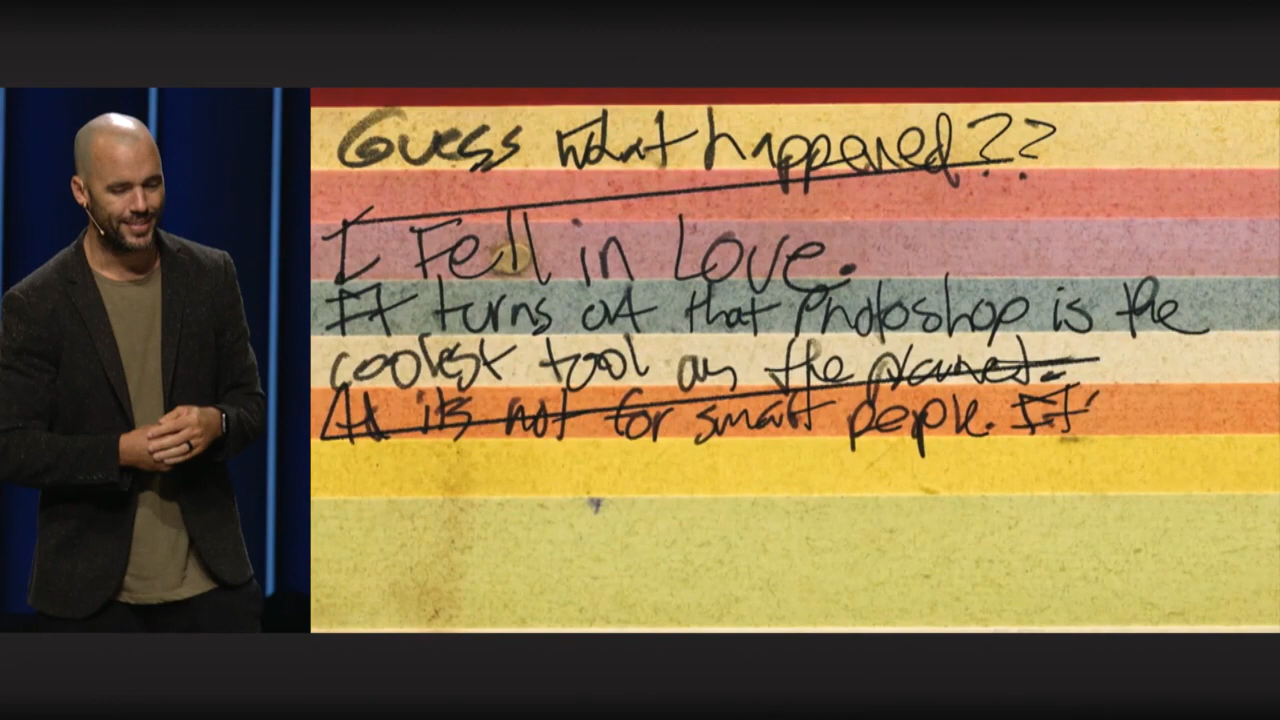 Guess what happened??
I Fell in Love.
It turns out that Photoshop is the
coolest tool on the planet.
It is not for smart people. It